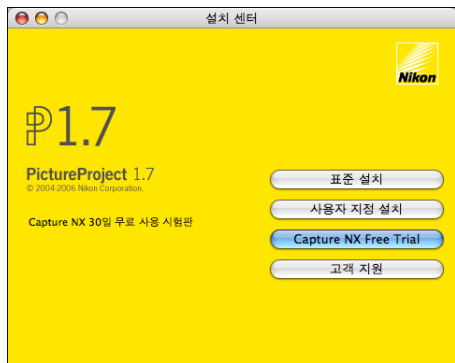 설치 센터
Nikon
P1.7
PictureProject 1.7
© 2004-2006 Nikon Corporation.
Capture NX 30일 무료 사용 시험판
표준 설치
사용자 지정 설치
Capture NX Free Trial
고객 지원